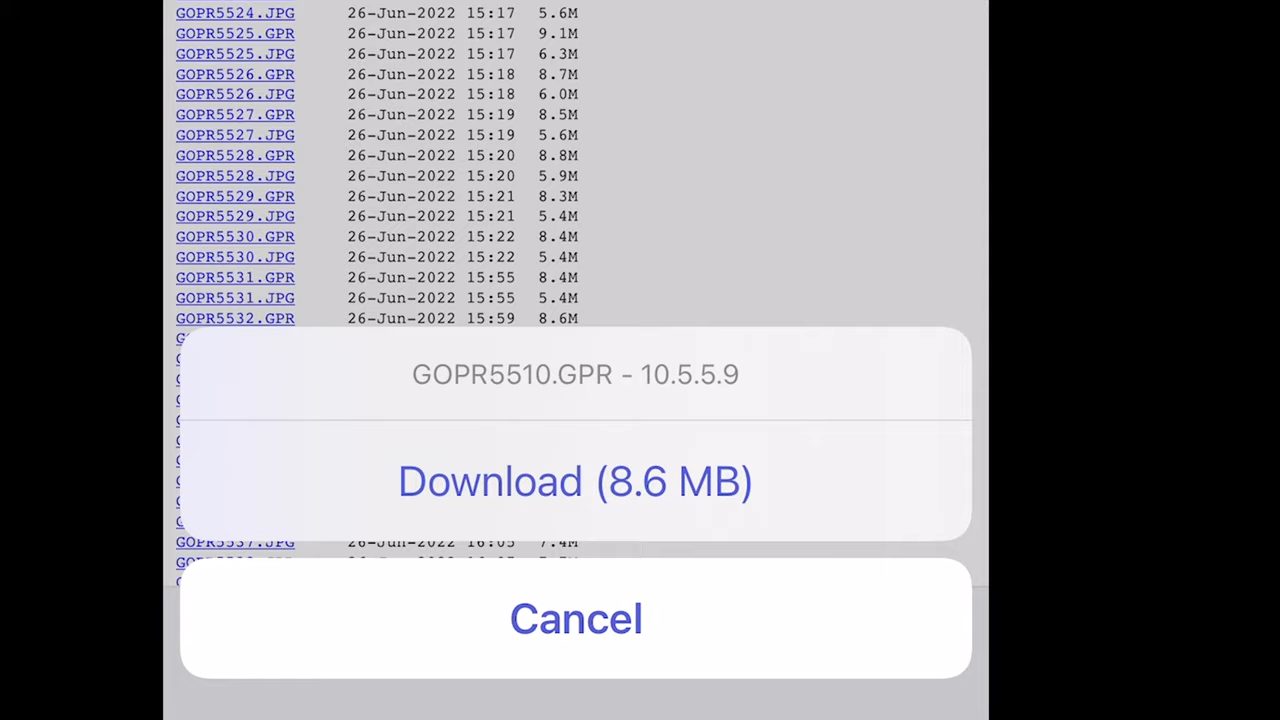 GOPR5524.JPG 26-Jun-2022 15:17 5.6M
GOPR5525.GPR 26-Jun-2022 15:17 9.1M
GOPR5525.JPG 26-Jun-2022 15:17 6.3M
GOPR5526.GPR 26-Jun-2022 15:18 8.7M
GOPR5526.JPG 26-Jun-2022 15:18 6.0M
GOPR5527.GPR 26-Jun-2022 15:19 8.5M
GOPR5527.JPG 26-Jun-2022 15:19 5.6M
GOPR5528.GPR 26-Jun-2022 15:20 8.8M
GOPR5528.JPG 26-Jun-2022 15:20 5.9M
GOPR5529.GPR 26-Jun-2022 15:21 8.3M
GOPR5529.JPG 26-Jun-2022 15:21 5.4M
GOPR5530.GPR 26-Jun-2022 15:22 8.4M
GOPR5530.JPG 26-Jun-2022 15:22 5.4M
GOPR5531.GPR 26-Jun-2022 15:55 8.4M
GOPR5531.JPG 26-Jun-2022 15:55 5.4M
GOPR5532.GPR 26-Jun-2022 15:59 8.6M
GOPR5510.GPR - 10.5.5.9
Download (8.6 MB)
GOPR5537.JPG 26-Jun-2022 16:05 7.4M
Cancel